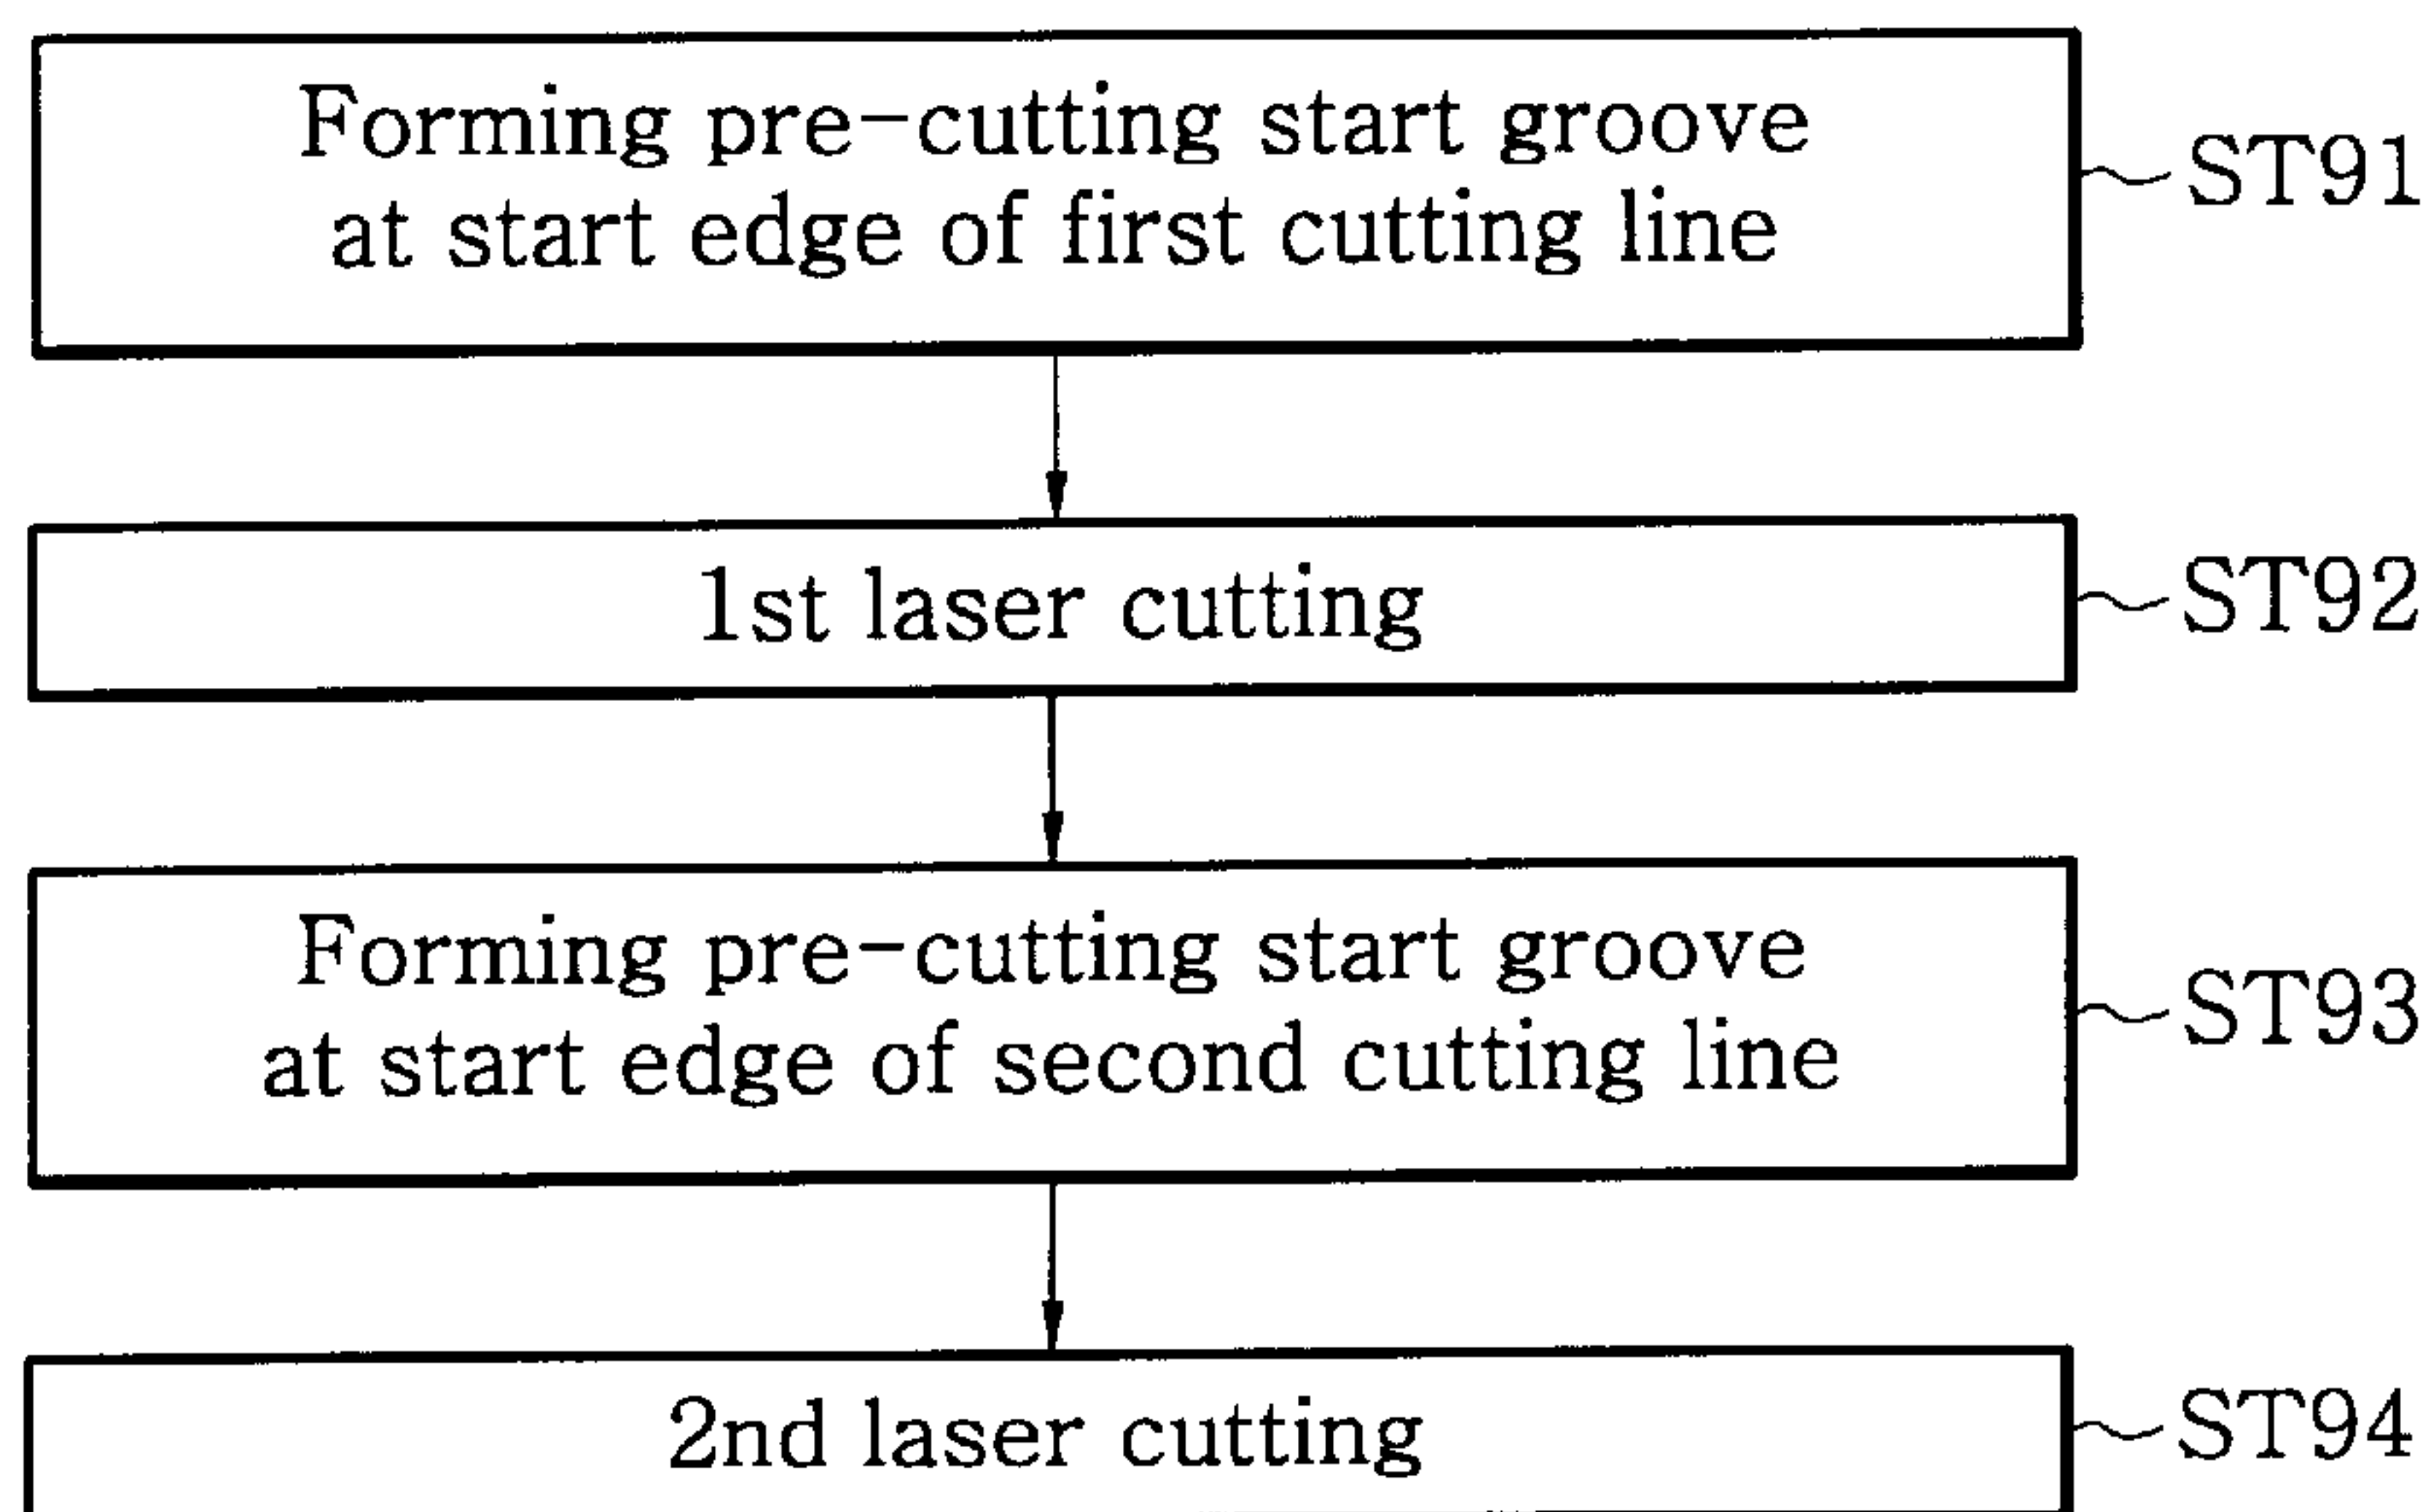 Forming pre-cutting start groove
at start edge of first cutting line
ST91
1st laser cutting
ST92
Forming pre-cutting start groove
at start edge of second cutting line
ST93
2nd laser cutting
ST94